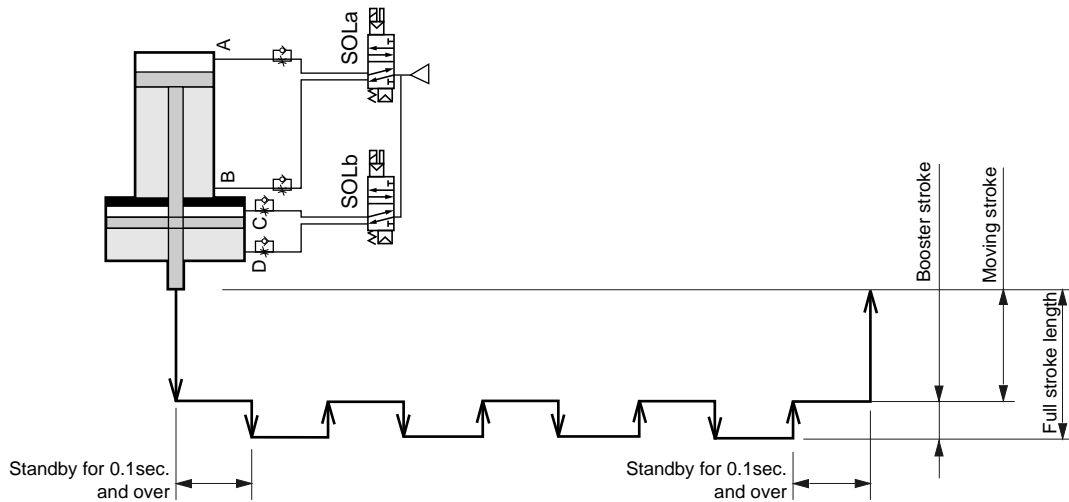 A
B
C
D
SOLa
SOLb
Booster stroke
Moving stroke
Full stroke length
Standby for 0.1sec.
and over
Standby for 0.1sec.
and over